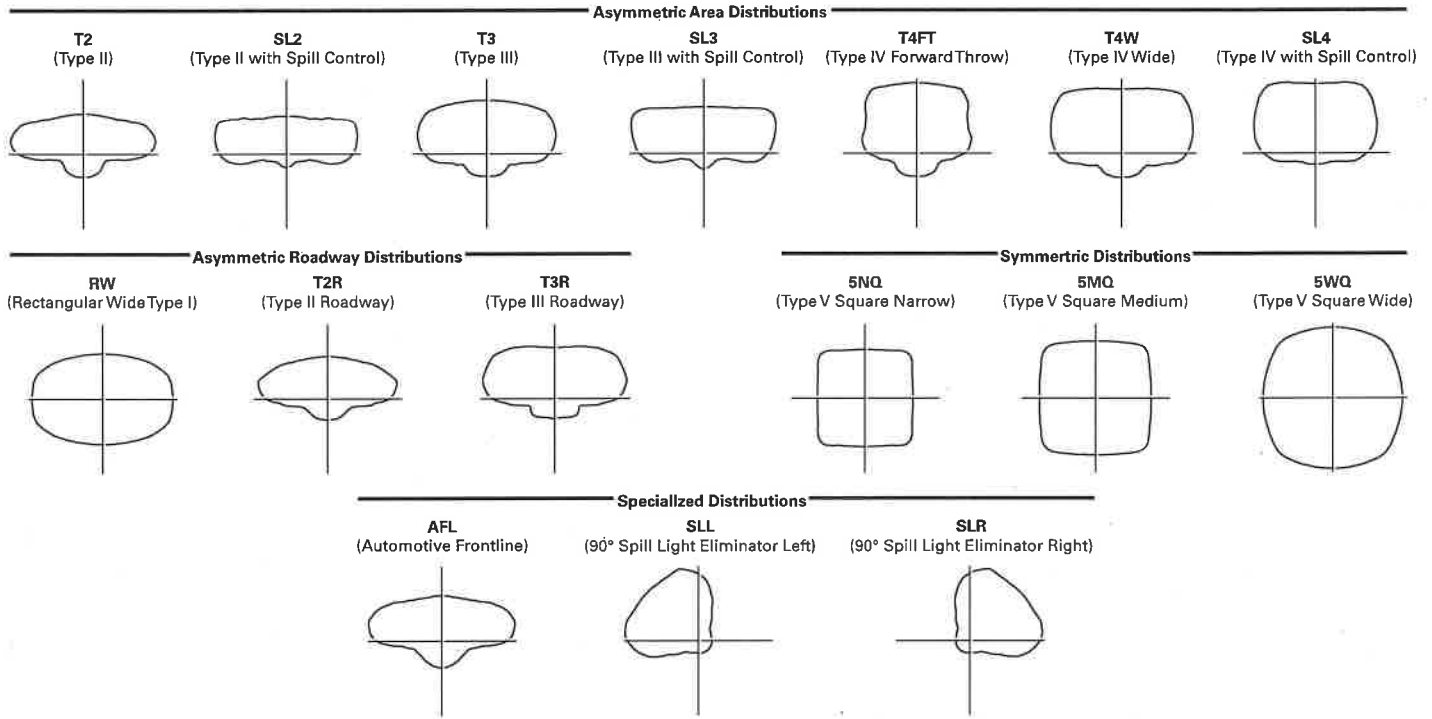 Asymmetric Area Distributions
T2
(Type II)
SL2
(Type II with Spill Control)
T3
(Type III)
SL3
(Type III with Spill Control)
T4FT
(Type IV Forward Throw)
T4W
(Type IV Wide)
SL4
(Type IV with Spill Control)
Asymmetric Roadway Distributions
RW
(Rectangular Wide Type I)
T2R
(Type II Roadway)
T3R
(Type III Roadway)
Symmertric Distributions
5NQ
(Type V Square Narrow)
5MQ
(Type V Square Medium)
5WQ
(Type V Square Wide)
Specialized Distributions
AFL
(Automotive Frontline)
SLL
(90° Spill Light Eliminator Left)
SLR
(90° Spill Light Eliminator Right)